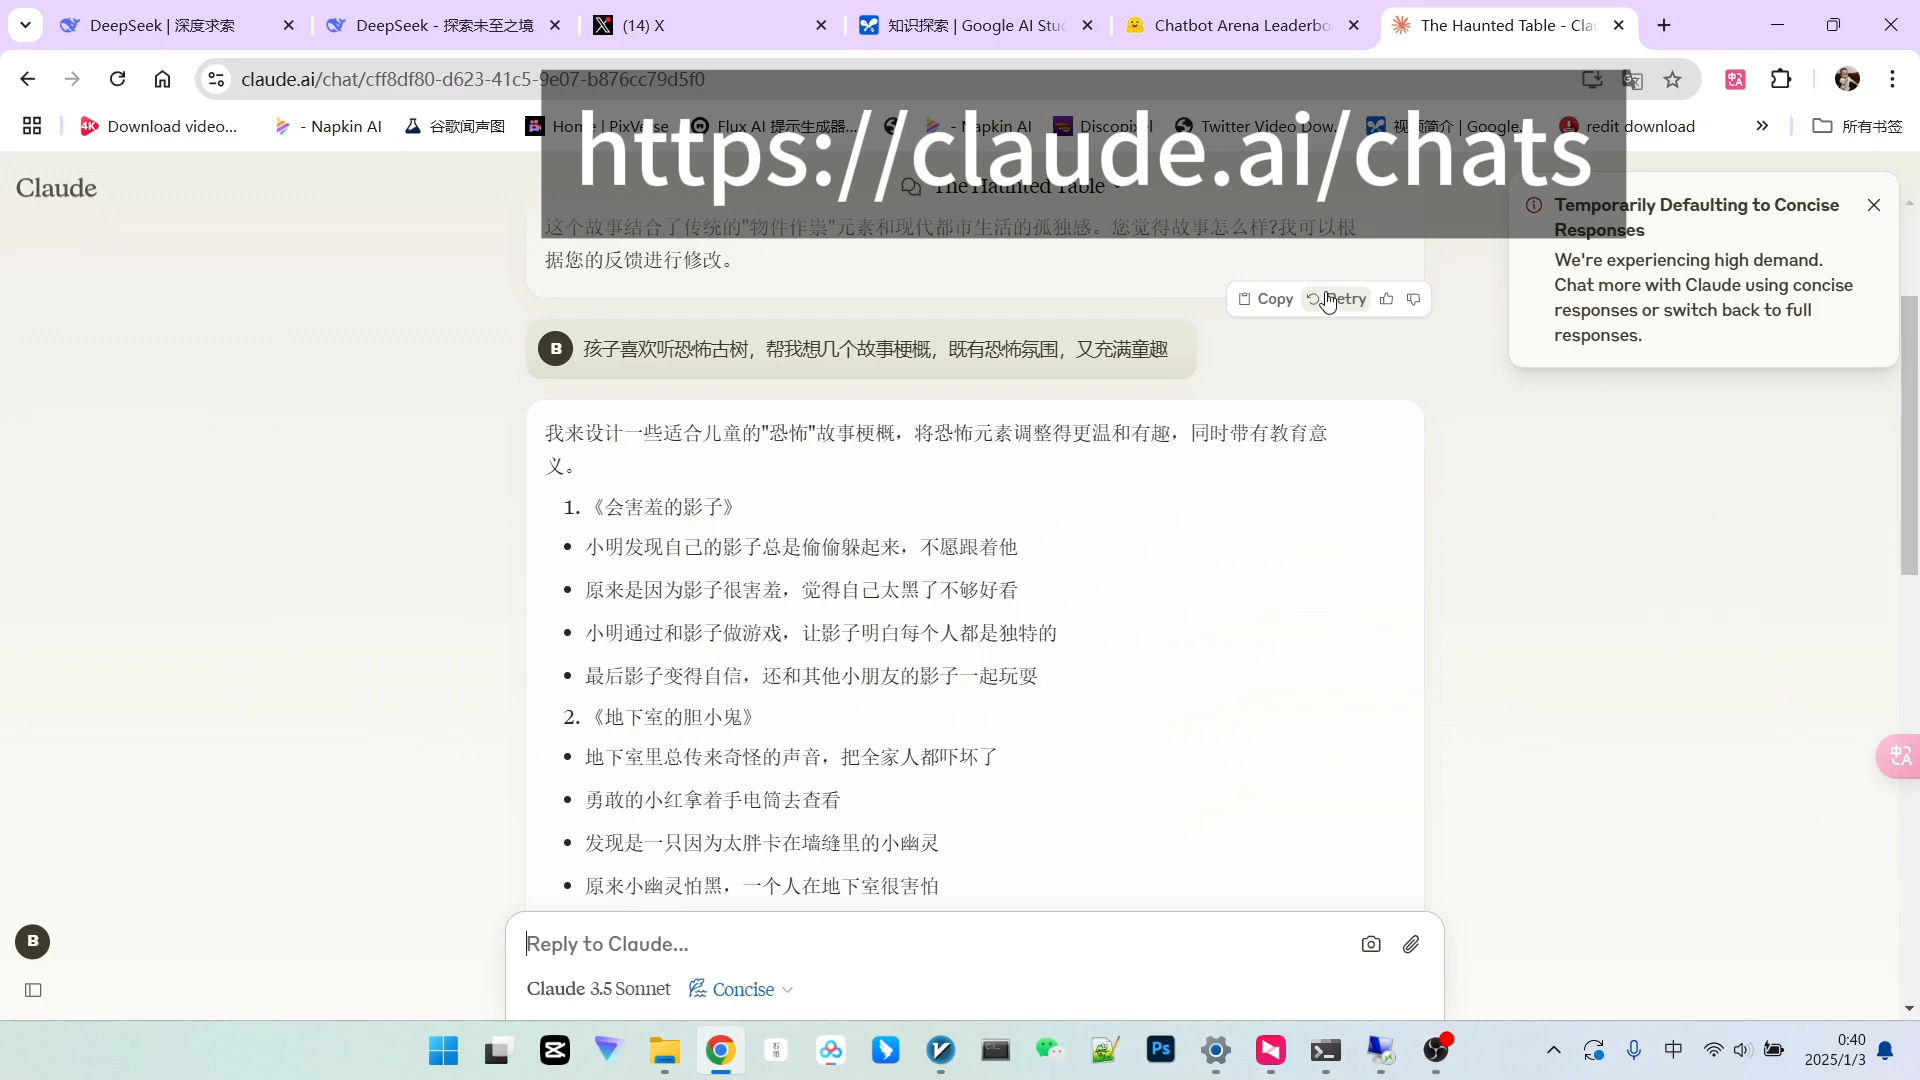 DeepSeek | 深度求索
DeepSeek - 探索未至之境
(14) X
知识探索 | Google AI Stu
Chatbot Arena Leaderbo
The Haunted Table - Cla
claude.ai/chat/cff8df80-d623-41c5-9e07-b876cc79d5f0
https://claude.ai/chats
Download video...
- Napkin AI
谷歌闻声图
Home | PixVerse
Flux AI 提示生成器...
- Napkin AI
Discopixel
Twitter Video Dow...
视频简介 | Google...
redit download
所有书签
Claude
The Haunted Table
Temporarily Defaulting to Concise
Responses
We're experiencing high demand.
Chat more with Claude using concise
responses or switch back to full
responses.
这个故事结合了传统的"物件作祟"元素和现代都市生活的孤独感。您觉得故事怎么样?我可以根
据您的反馈进行修改。
Copy
Retry
B
孩子喜欢听恐怖古树，帮我想几个故事梗概，既有恐怖氛围，又充满童趣
我来设计一些适合儿童的"恐怖"故事梗概，将恐怖元素调整得更温和有趣，同时带有教育意
义。
1. 《会害羞的影子》
• 小明发现自己的影子总是偷偷躲起来，不愿跟着他
• 原来是因为影子很害羞，觉得自己太黑了不够好看
• 小明通过和影子做游戏，让影子明白每个人都是独特的
• 最后影子变得自信，还和其他小朋友的影子一起玩耍
2. 《地下室的胆小鬼》
• 地下室里总传来奇怪的声音，把全家人都吓坏了
• 勇敢的小红拿着手电筒去查看
• 发现是一只因为太胖卡在墙缝里的小幽灵
• 原来小幽灵怕黑，一个人在地下室很害怕
B
Reply to Claude...
Claude 3.5 Sonnet
Concise
Ps
中
0:40
2025/1/3